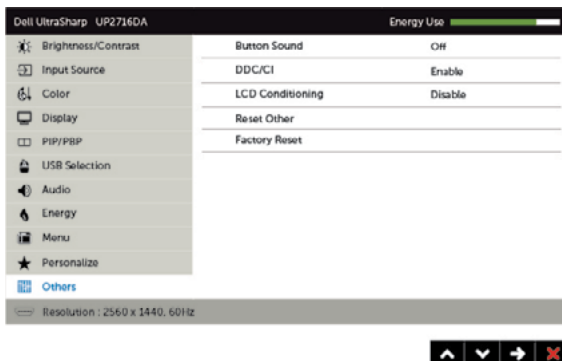 Dell UltraSharp UP2716DA Energy Use
Brightness/Contrast
Input Source
Color
Display
PIP/PBP
USB Selection
Audio
Energy
Menu
Personalize
Others
Button Sound Off
DDC/CI Enable
LCD Conditioning Disable
Reset Other
Factory Reset
Resolution : 2560 x 1440, 60Hz